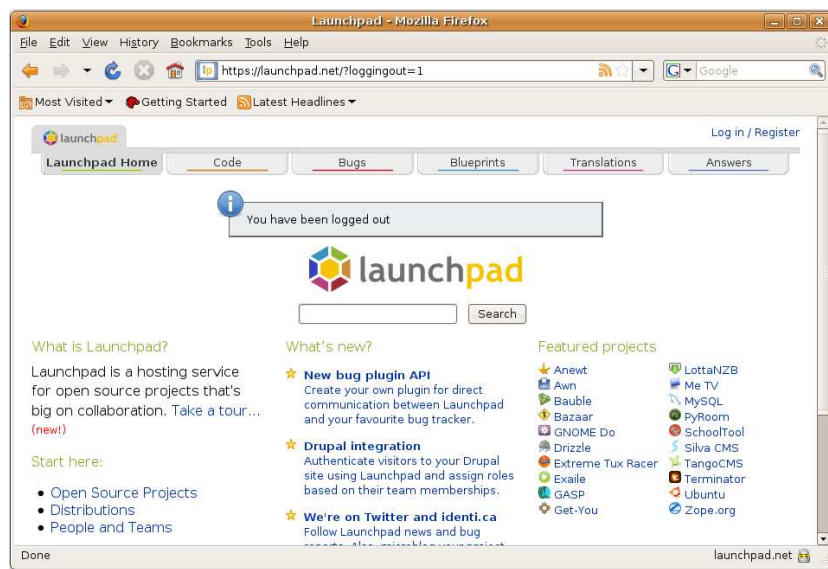 Launchpad - Mozilla Firefox
File Edit View History Bookmarks Tools Help
lp https://launchpad.net/?loggingout=1 G Google
Most Visited Getting Started Latest Headlines
launchpad Log in / Register
Launchpad Home Code Bugs Blueprints Translations Answers
i You have been logged out
launchpad
Search
What is Launchpad?
Launchpad is a hosting service
for open source projects that's
big on collaboration. Take a tour...
(new!)
Start here:
Open Source Projects
Distributions
People and Teams
What's new?
New bug plugin API
Create your own plugin for direct
communication between Launchpad
and your favourite bug tracker.
Drupal integration
Authenticate visitors to your Drupal
site using Launchpad and assign roles
based on their team memberships.
We're on Twitter and identi.ca
Follow Launchpad news and bug
Featured projects
Anewt
Awn
Bauble
Bazaar
GNOME Do
Drizzle
Extreme Tux Racer
Exaile
GASP
Get-You
LottaNZB
Me TV
MySQL
PyRoom
SchoolTool
Silva CMS
TangoCMS
Terminator
Ubuntu
Zope.org
Done launchpad.net